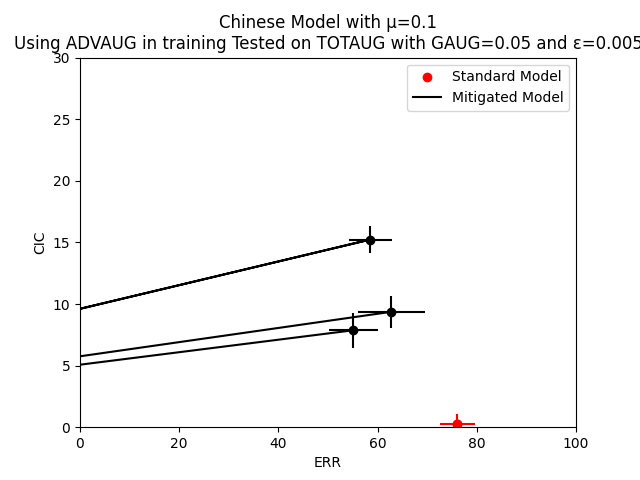 Chinese Model with μ=0.1
Using ADVAUG in training Tested on TOTAUG with GAUG=0.05 and ε=0.005
Standard Model
Mitigated Model
30
25
20
15
10
5
0
CIC
0 20 40 60 80 100
ERR